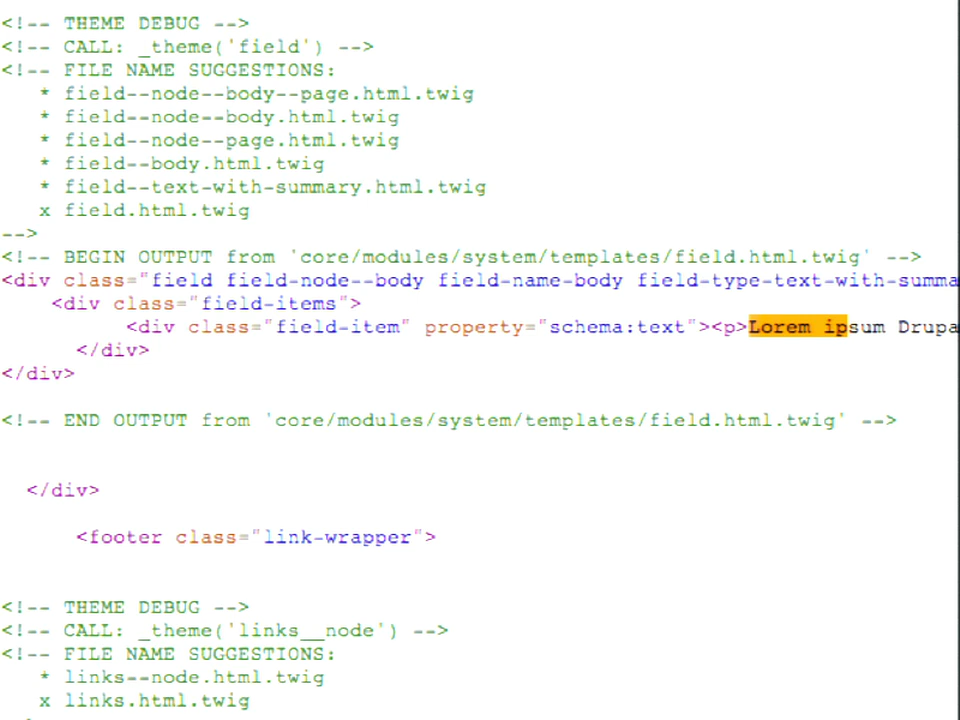 <!-- THEME DEBUG -->
<!-- CALL: _theme('field') -->
<!-- FILE NAME SUGGESTIONS:
   * field--node--body--page.html.twig
   * field--node--body.html.twig
   * field--node--page.html.twig
   * field--body.html.twig
   * field--text-with-summary.html.twig
   x field.html.twig
-->
<!-- BEGIN OUTPUT from 'core/modules/system/templates/field.html.twig' -->
<div class="field field-node--body field-name-body field-type-text-with-summa
    <div class="field-items">
          <div class="field-item" property="schema:text"><p>Lorem ipsum Drupa
      </div>
</div>
<!-- END OUTPUT from 'core/modules/system/templates/field.html.twig' -->
  </div>
      <footer class="link-wrapper">
<!-- THEME DEBUG -->
<!-- CALL: _theme('links__node') -->
<!-- FILE NAME SUGGESTIONS:
   * links--node.html.twig
   x links.html.twig